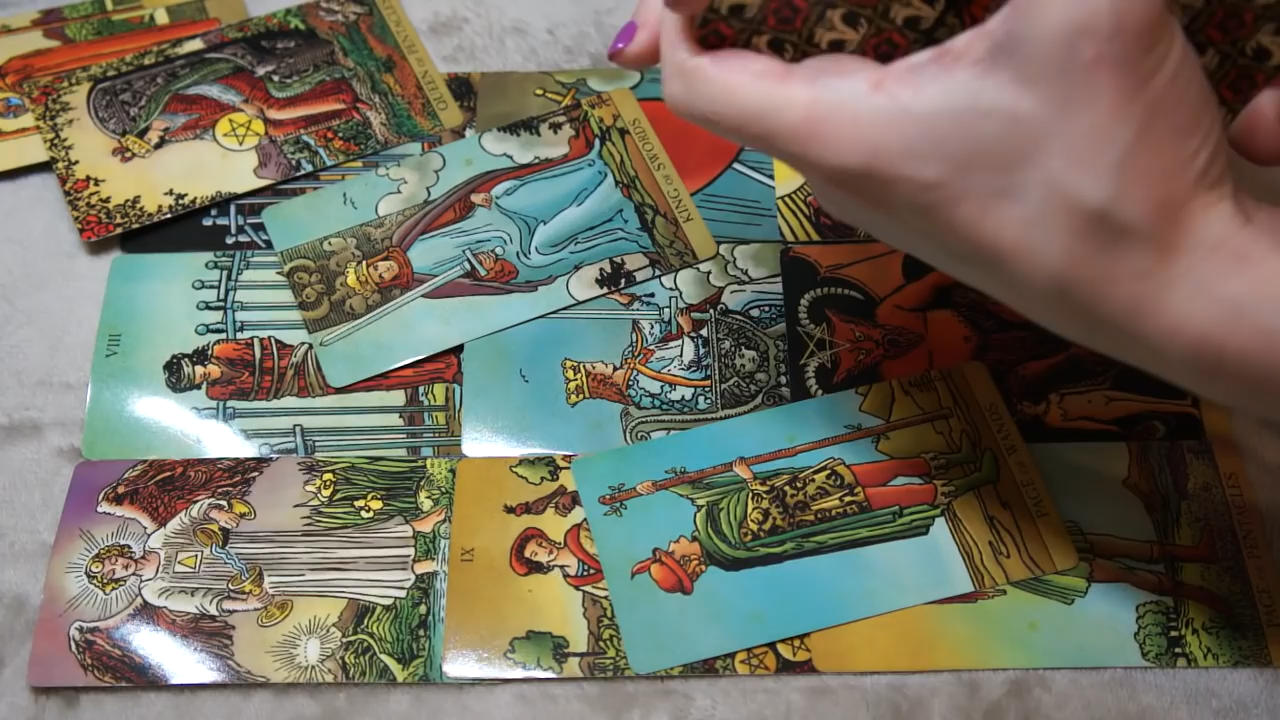 QUEEN OF PENTACLES
KING OF SWORDS
VIII
PAGE OF WANDS
IX
PAGE OF PENTACLES